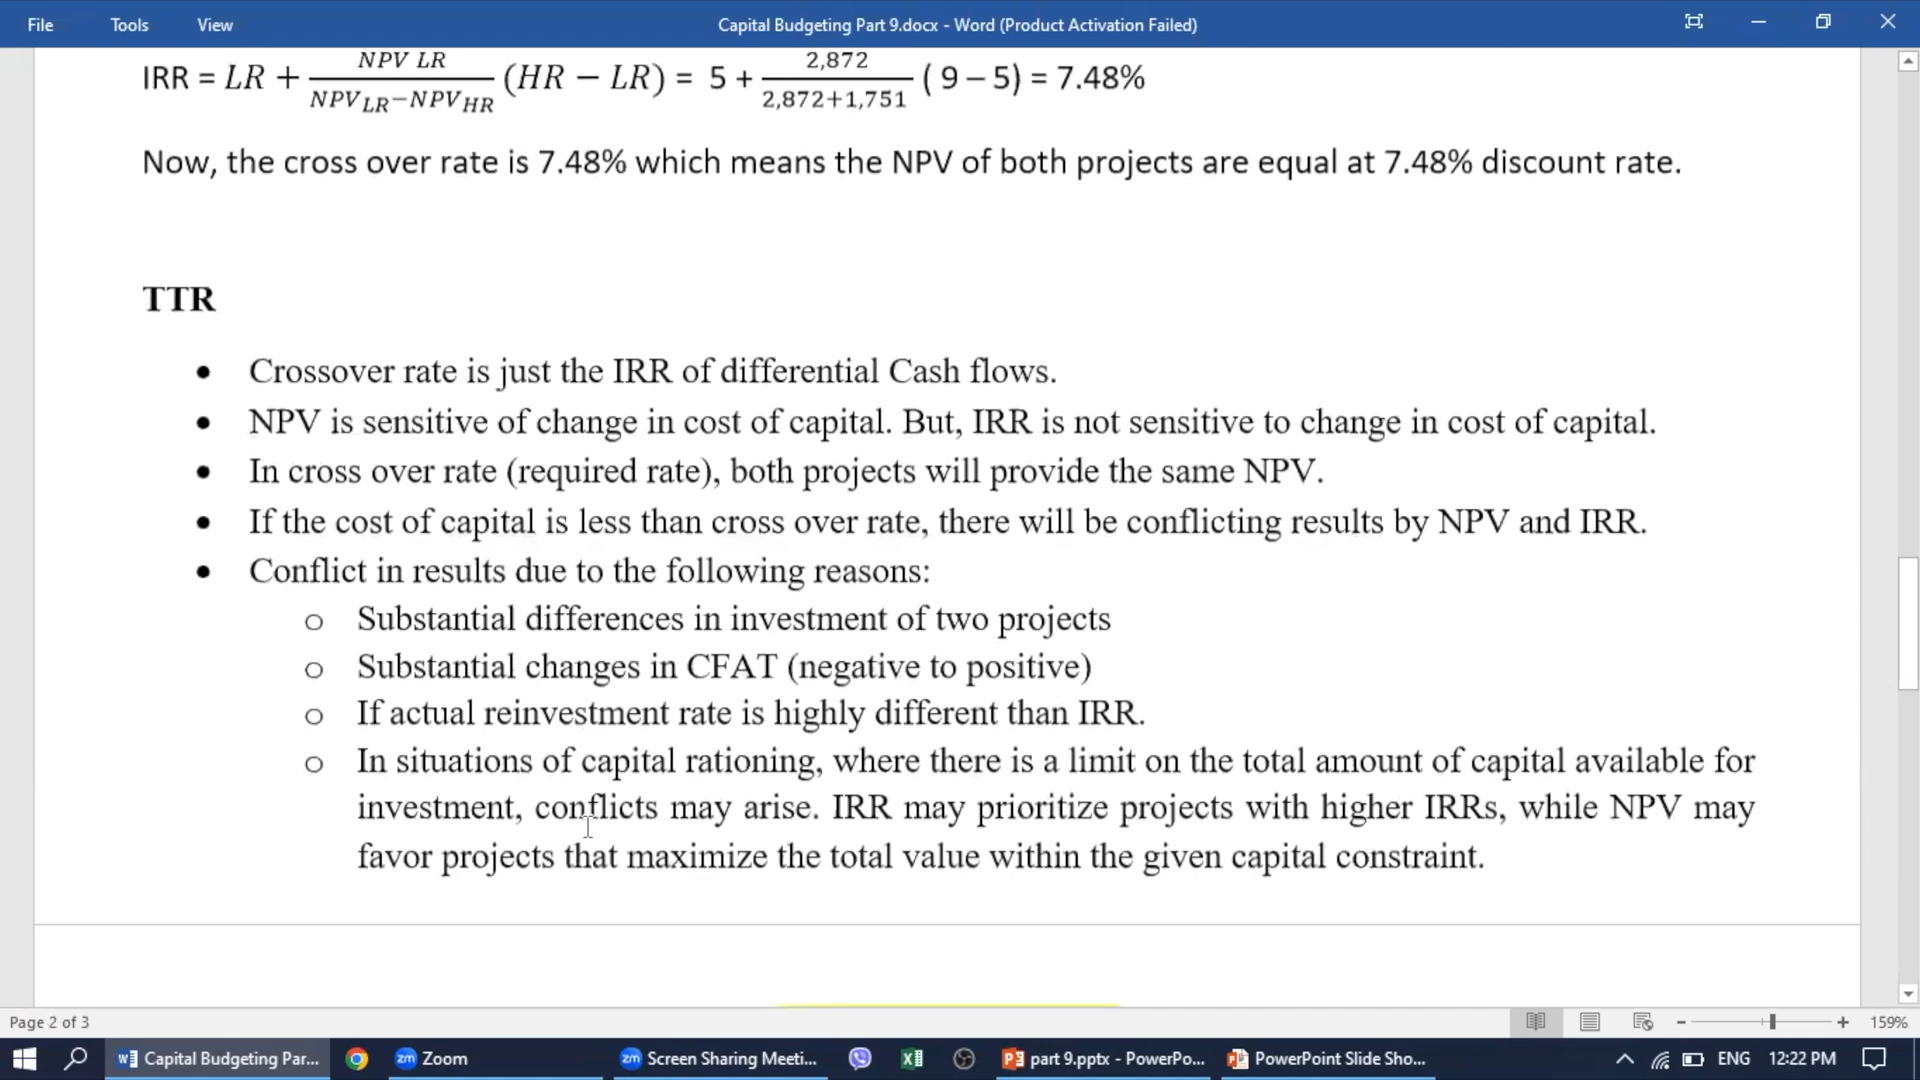 File Tools View Capital Budgeting Part 9.docx - Word (Product Activation Failed)
IRR = LR + NPV LR / NPV LR−NPV HR (HR − LR) = 5 + 2,872 / 2,872+1,751 ( 9 – 5) = 7.48%
Now, the cross over rate is 7.48% which means the NPV of both projects are equal at 7.48% discount rate.
TTR
• Crossover rate is just the IRR of differential Cash flows.
• NPV is sensitive of change in cost of capital. But, IRR is not sensitive to change in cost of capital.
• In cross over rate (required rate), both projects will provide the same NPV.
• If the cost of capital is less than cross over rate, there will be conflicting results by NPV and IRR.
• Conflict in results due to the following reasons:
o Substantial differences in investment of two projects
o Substantial changes in CFAT (negative to positive)
o If actual reinvestment rate is highly different than IRR.
o In situations of capital rationing, where there is a limit on the total amount of capital available for
investment, conflicts may arise. IRR may prioritize projects with higher IRRs, while NPV may
favor projects that maximize the total value within the given capital constraint.
Page 2 of 3 159%
Capital Budgeting Par... zm Zoom zm Screen Sharing Meeti... part 9.pptx - PowerPo... PowerPoint Slide Sho... ENG 12:22 PM